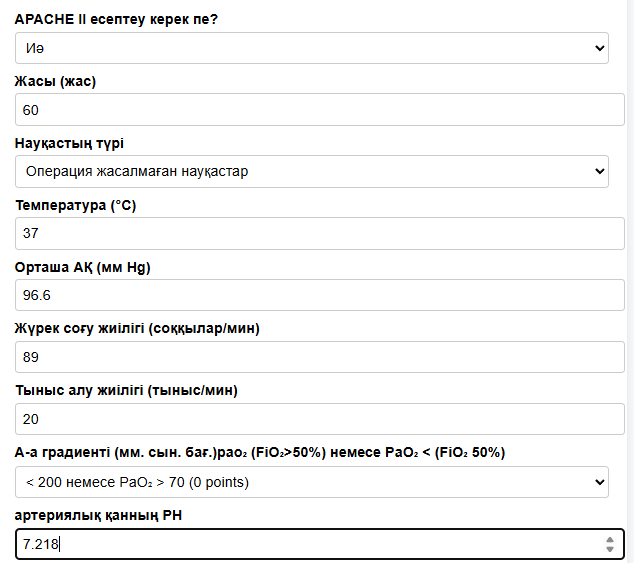 APACHE II есептеу керек пе?
Иә
Жасы (жас)
60
Науқастың түрі
Операция жасалмаған науқастар
Температура (°C)
37
Орташа АҚ (мм Hg)
96.6
Жүрек соғу жиілігі (соққылар/мин)
89
Тыныс алу жиілігі (тыныс/мин)
20
А-а градиенті (мм. сын. бағ.)pao₂ (FiO₂>50%) немесе PaO₂ < (FiO₂ 50%)
< 200 немесе PaO₂ > 70 (0 points)
артериялық қанның РН
7.218